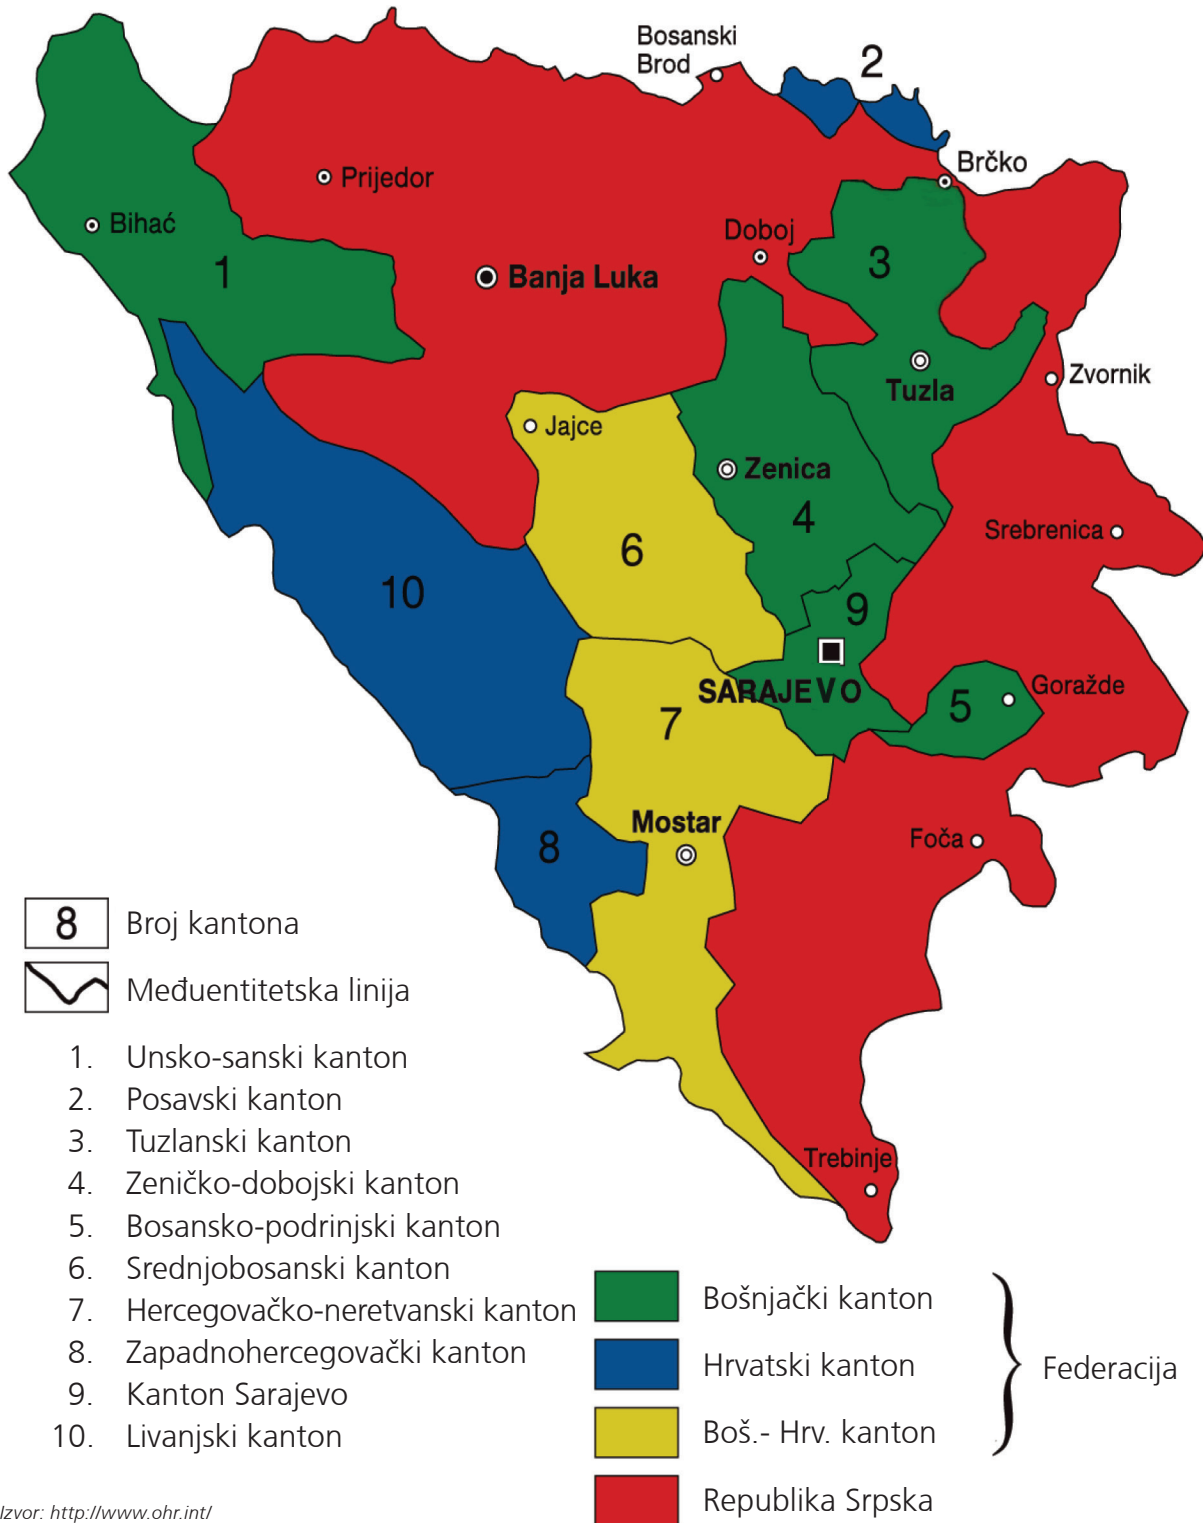 Bosanski
Brod
2
Brčko
Prijedor
Bihać
Doboj
1
Banja Luka
3
Zvornik
Tuzla
Jajce
Zenica
4
Srebrenica
6
10
9
SARAJEVO
Goražde
5
7
Mostar
Foča
8
8 Broj kantona
Međuentitetska linija
1. Unsko-sanski kanton
2. Posavski kanton
3. Tuzlanski kanton
4. Zeničko-dobojski kanton
5. Bosansko-podrinjski kanton
6. Srednjobosanski kanton
7. Hercegovačko-neretvanski kanton
8. Zapadnohercegovački kanton
9. Kanton Sarajevo
10. Livanjski kanton
Trebinje
Bošnjački kanton
Hrvatski kanton
Boš.- Hrv. kanton
Federacija
Republika Srpska
Izvor: http://www.ohr.int/